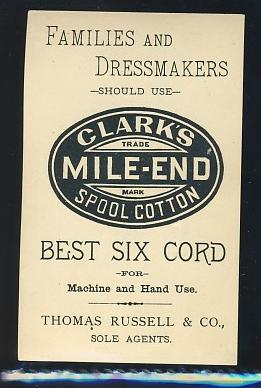 FAMILIES AND
DRESSMAKERS
—SHOULD USE—
CLARK'S
TRADE
MILE-END
MARK
SPOOL COTTON
BEST SIX CORD
–FOR–
Machine and Hand Use.
THOMAS RUSSELL & CO.,
SOLE AGENTS.